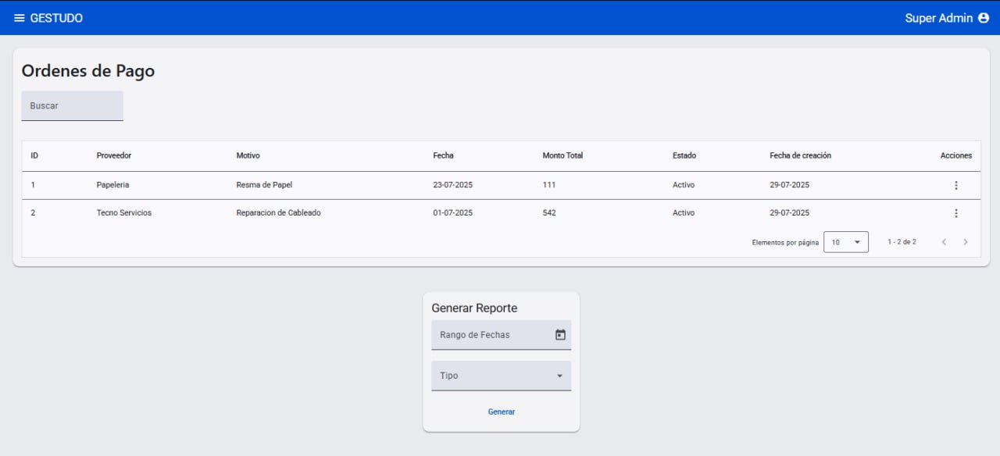 GESTUDO Super Admin
Ordenes de Pago
Buscar
ID Proveedor Motivo Fecha Monto Total Estado Fecha de creación Acciones
1 Papeleria Resma de Papel 23-07-2025 111 Activo 29-07-2025
2 Tecno Servicios Reparacion de Cableado 01-07-2025 542 Activo 29-07-2025
Elementos por página 10 1 - 2 de 2
Generar Reporte
Rango de Fechas
Tipo
Generar